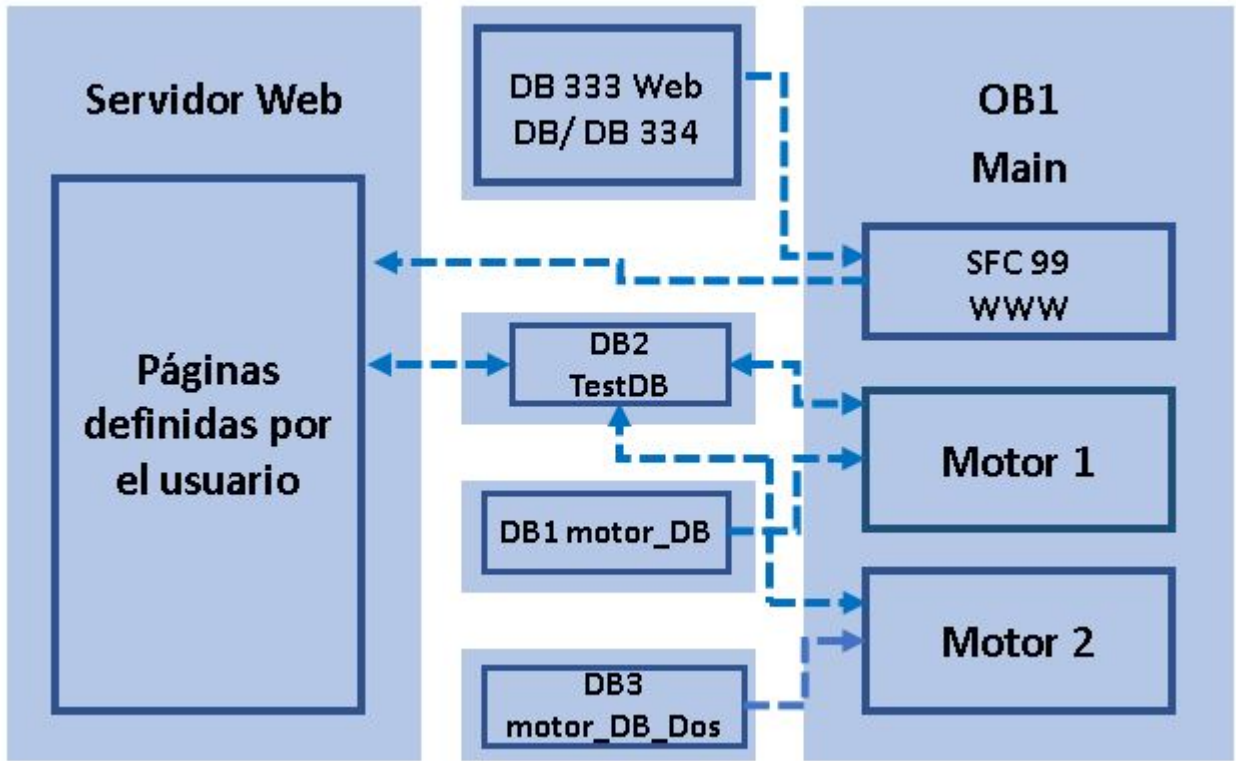 Servidor Web
Páginas
definidas por
el usuario
DB 333 Web
DB/ DB 334
DB2
TestDB
DB1 motor_DB
DB3
motor_DB_Dos
OB1
Main
SFC 99
WWW
Motor 1
Motor 2